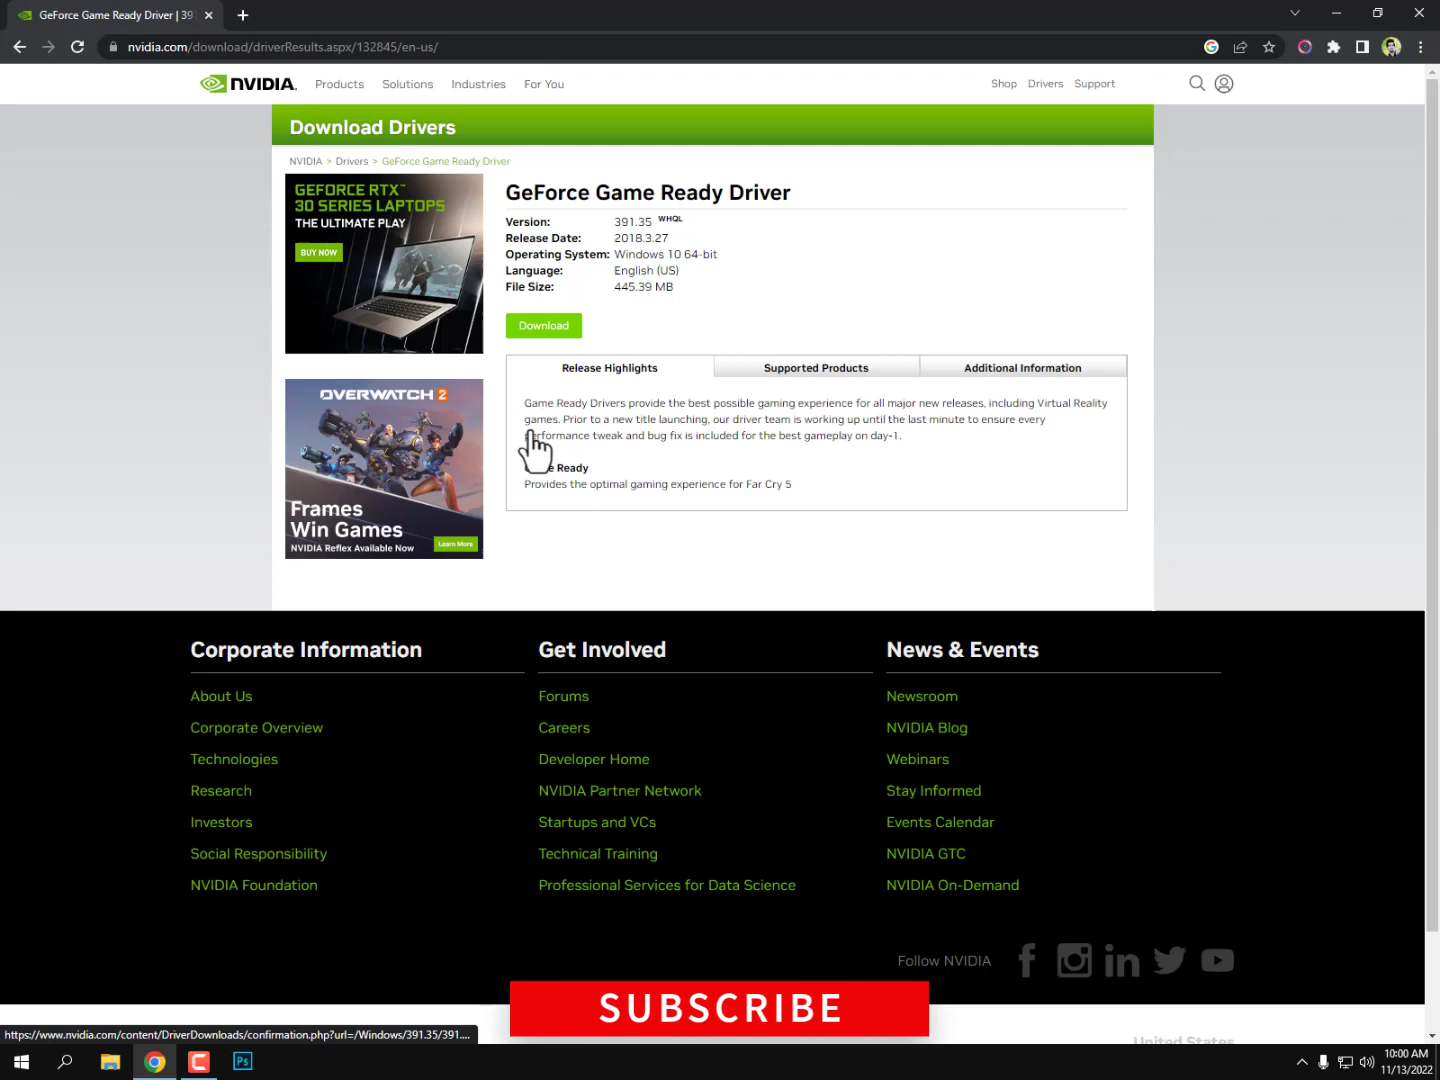 GeForce Game Ready Driver | 391
nvidia.com/download/driverResults.aspx/132845/en-us/
NVIDIA. Products Solutions Industries For You Shop Drivers Support
Download Drivers
NVIDIA > Drivers > GeForce Game Ready Driver
GEFORCE RTX™
30 SERIES LAPTOPS
THE ULTIMATE PLAY
BUY NOW
GeForce Game Ready Driver
Version: 391.35 WHQL
Release Date: 2018.3.27
Operating System: Windows 10 64-bit
Language: English (US)
File Size: 445.39 MB
Download
Release Highlights Supported Products Additional Information
Game Ready Drivers provide the best possible gaming experience for all major new releases, including Virtual Reality
games. Prior to a new title launching, our driver team is working up until the last minute to ensure every
performance tweak and bug fix is included for the best gameplay on day-1.
Ready
Provides the optimal gaming experience for Far Cry 5
OVERWATCH 2
Frames
Win Games
NVIDIA Reflex Available Now
Learn More
Corporate Information
About Us
Corporate Overview
Technologies
Research
Investors
Social Responsibility
NVIDIA Foundation
Get Involved
Forums
Careers
Developer Home
NVIDIA Partner Network
Startups and VCs
Technical Training
Professional Services for Data Science
News & Events
Newsroom
NVIDIA Blog
Webinars
Stay Informed
Events Calendar
NVIDIA GTC
NVIDIA On-Demand
Follow NVIDIA
SUBSCRIBE
United States
https://www.nvidia.com/content/DriverDownloads/confirmation.php?url=/Windows/391.35/391....
Ps
10:00 AM
11/13/2022